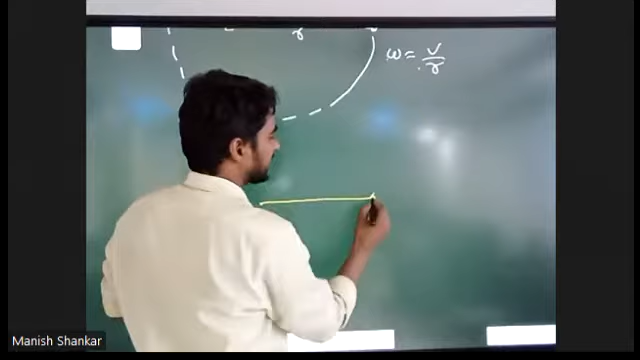 r
ω = v/r
Manish Shankar